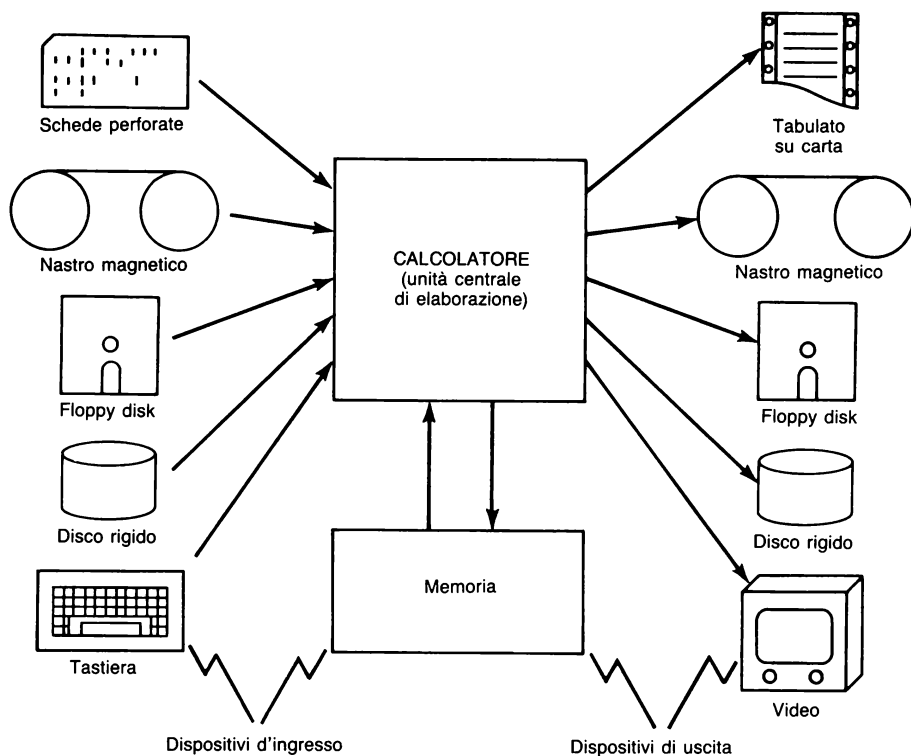 Schede perforate
Nastro magnetico
Floppy disk
Disco rigido
Tastiera
CALCOLATORE
(unità centrale
di elaborazione)
Memoria
Tabulato
su carta
Nastro magnetico
Floppy disk
Disco rigido
Video
Dispositivi d'ingresso
Dispositivi di uscita